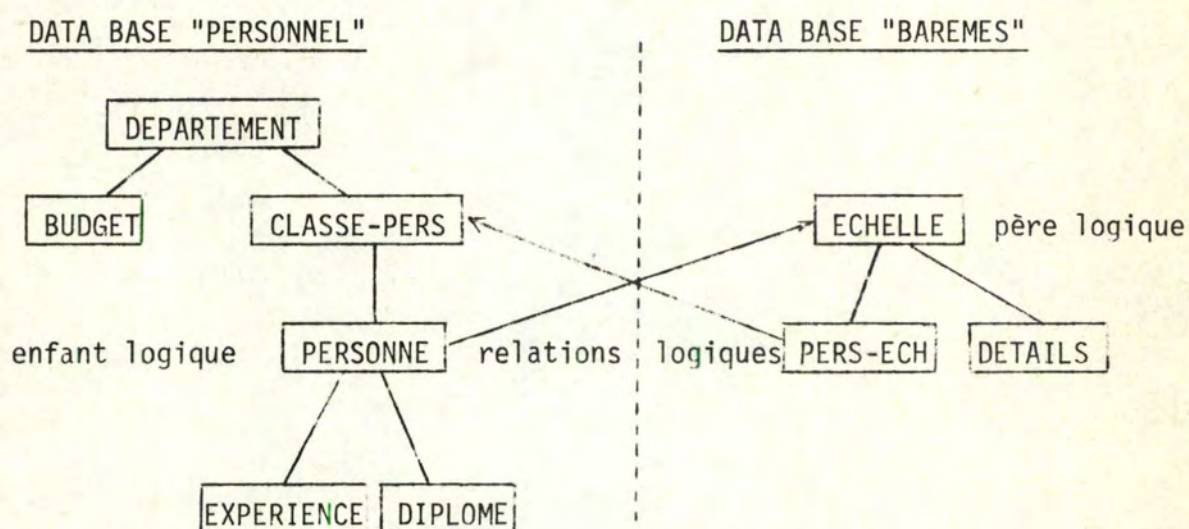 DATA BASE "PERSONNEL"
DATA BASE "BAREMES"
DEPARTEMENT
BUDGET
CLASSE-PERS
ECHELLE
père logique
enfant logique
PERSONNE
relations logiques
PERS-ECH
DETAILS
EXPERIENCE
DIPLOME